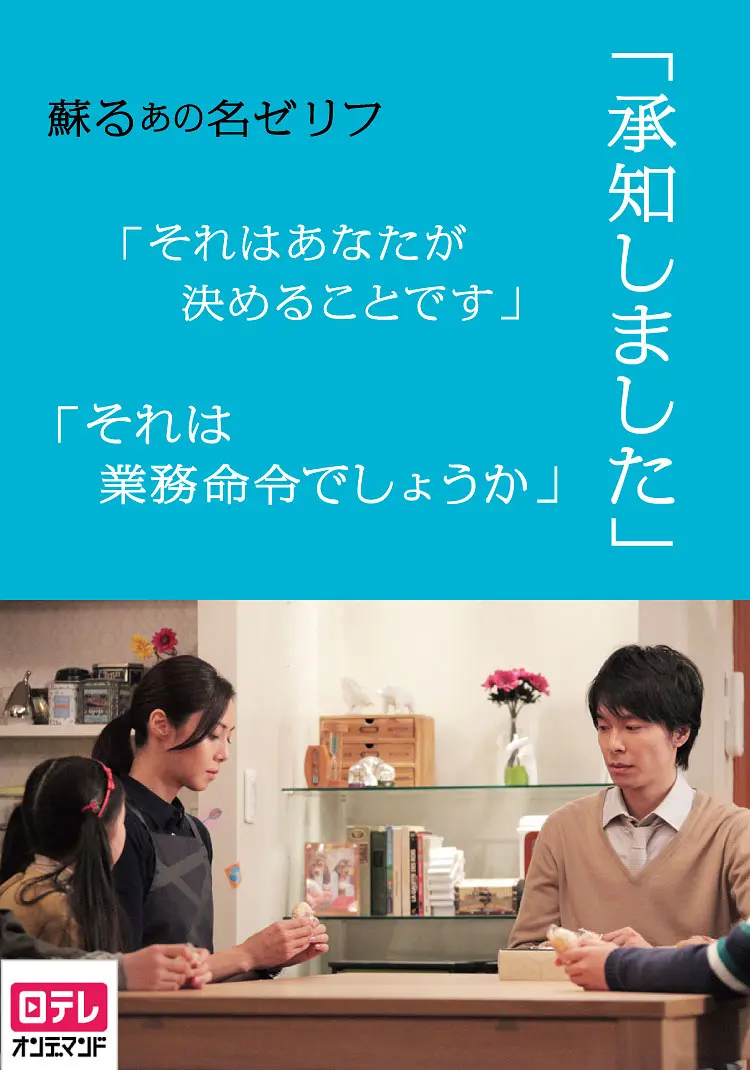 蘇るあの名ゼリフ
「承知しました」
「それはあなたが
決めることです」
「それは
業務命令でしょうか」
日テレ
オンデマンド